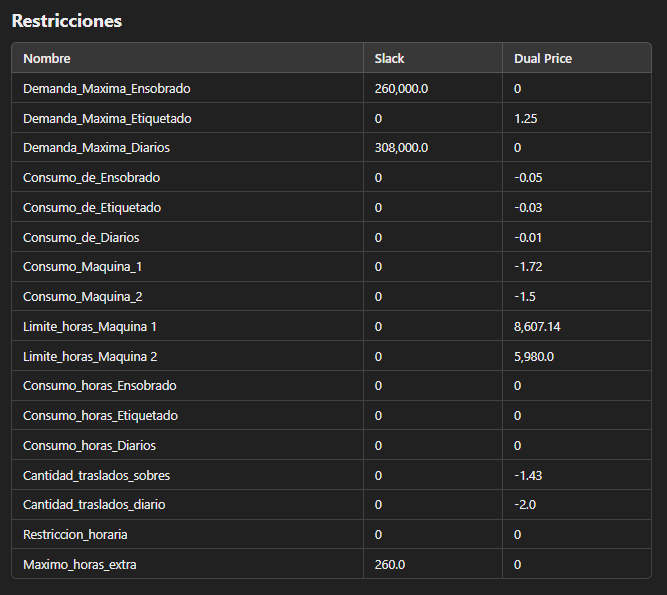 Restricciones
Nombre Slack Dual Price
Demanda_Maxima_Ensobrado 260,000.0 0
Demanda_Maxima_Etiquetado 0 1.25
Demanda_Maxima_Diarios 308,000.0 0
Consumo_de_Ensobrado 0 -0.05
Consumo_de_Etiquetado 0 -0.03
Consumo_de_Diarios 0 -0.01
Consumo_Maquina_1 0 -1.72
Consumo_Maquina_2 0 -1.5
Limite_horas_Maquina 1 0 8,607.14
Limite_horas_Maquina 2 0 5,980.0
Consumo_horas_Ensobrado 0 0
Consumo_horas_Etiquetado 0 0
Consumo_horas_Diarios 0 0
Cantidad_traslados_sobres 0 -1.43
Cantidad_traslados_diario 0 -2.0
Restriccion_horaria 0 0
Maximo_horas_extra 260.0 0